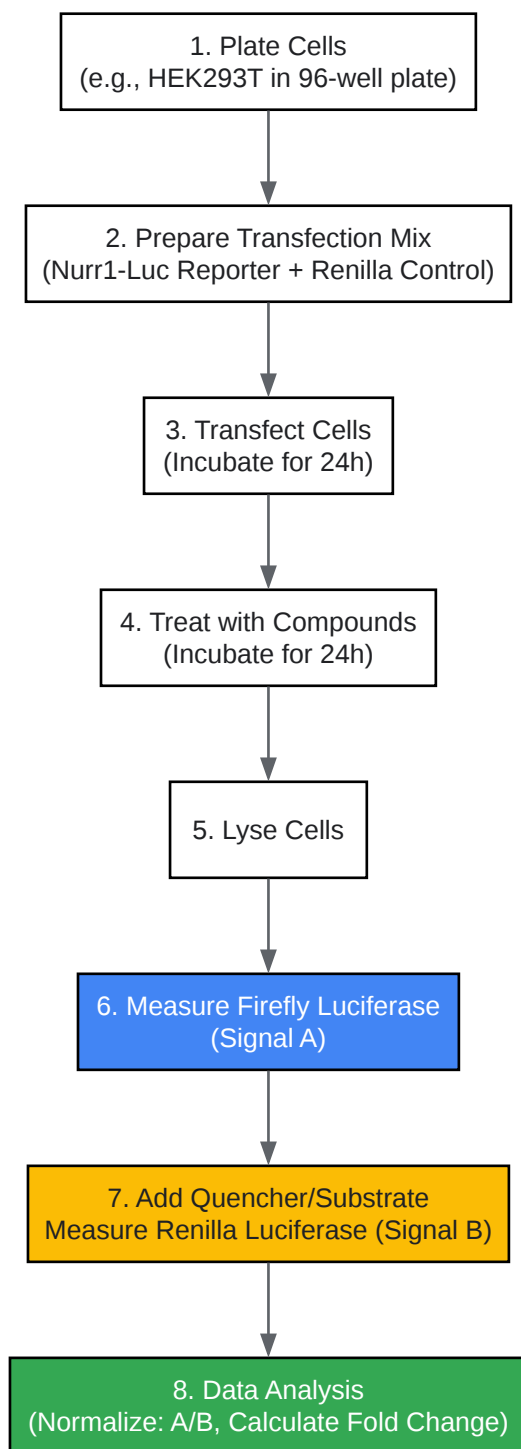 1. Plate Cells
(e.g., HEK293T in 96-well plate)
2. Prepare Transfection Mix
(Nurr1-Luc Reporter + Renilla Control)
3. Transfect Cells
(Incubate for 24h)
4. Treat with Compounds
(Incubate for 24h)
5. Lyse Cells
6. Measure Firefly Luciferase
(Signal A)
7. Add Quencher/Substrate
Measure Renilla Luciferase (Signal B)
8. Data Analysis
(Normalize: A/B, Calculate Fold Change)